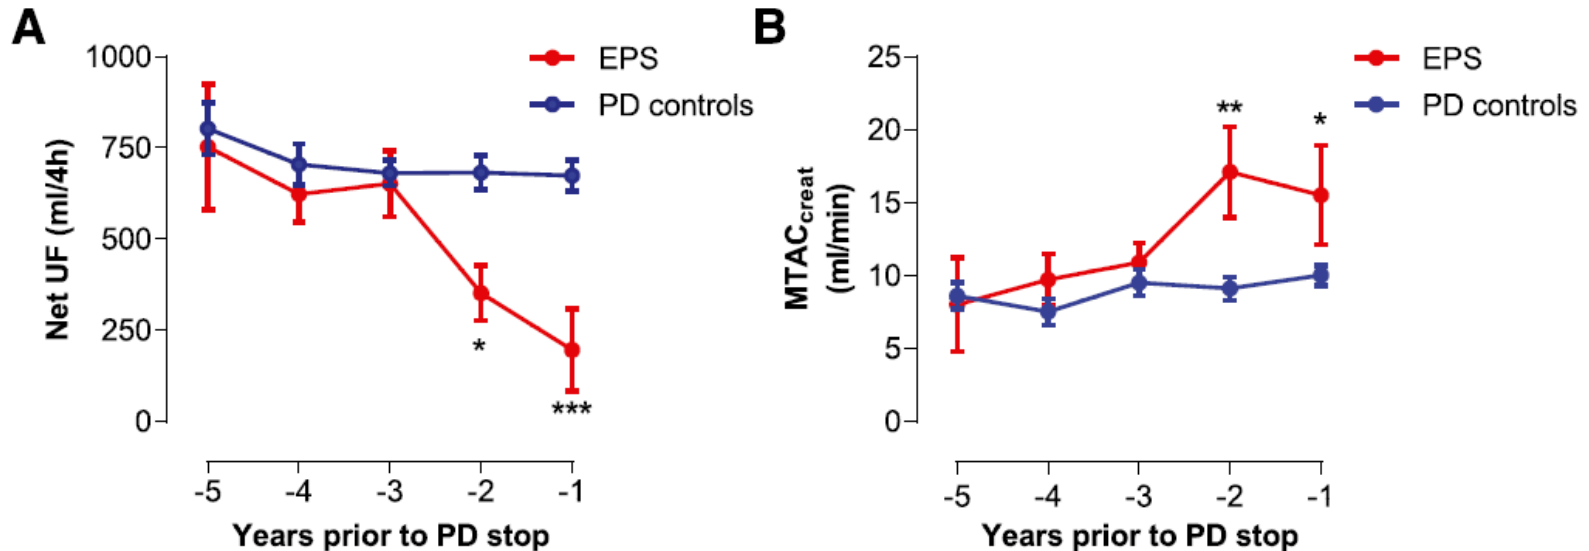 A
1000
750
500
250
0
Net UF (ml/4h)
EPS
PD controls
*
***
-5 -4 -3 -2 -1
Years prior to PD stop
B
25
20
15
10
5
0
MTACcreat
(ml/min)
EPS
PD controls
**
*
-5 -4 -3 -2 -1
Years prior to PD stop